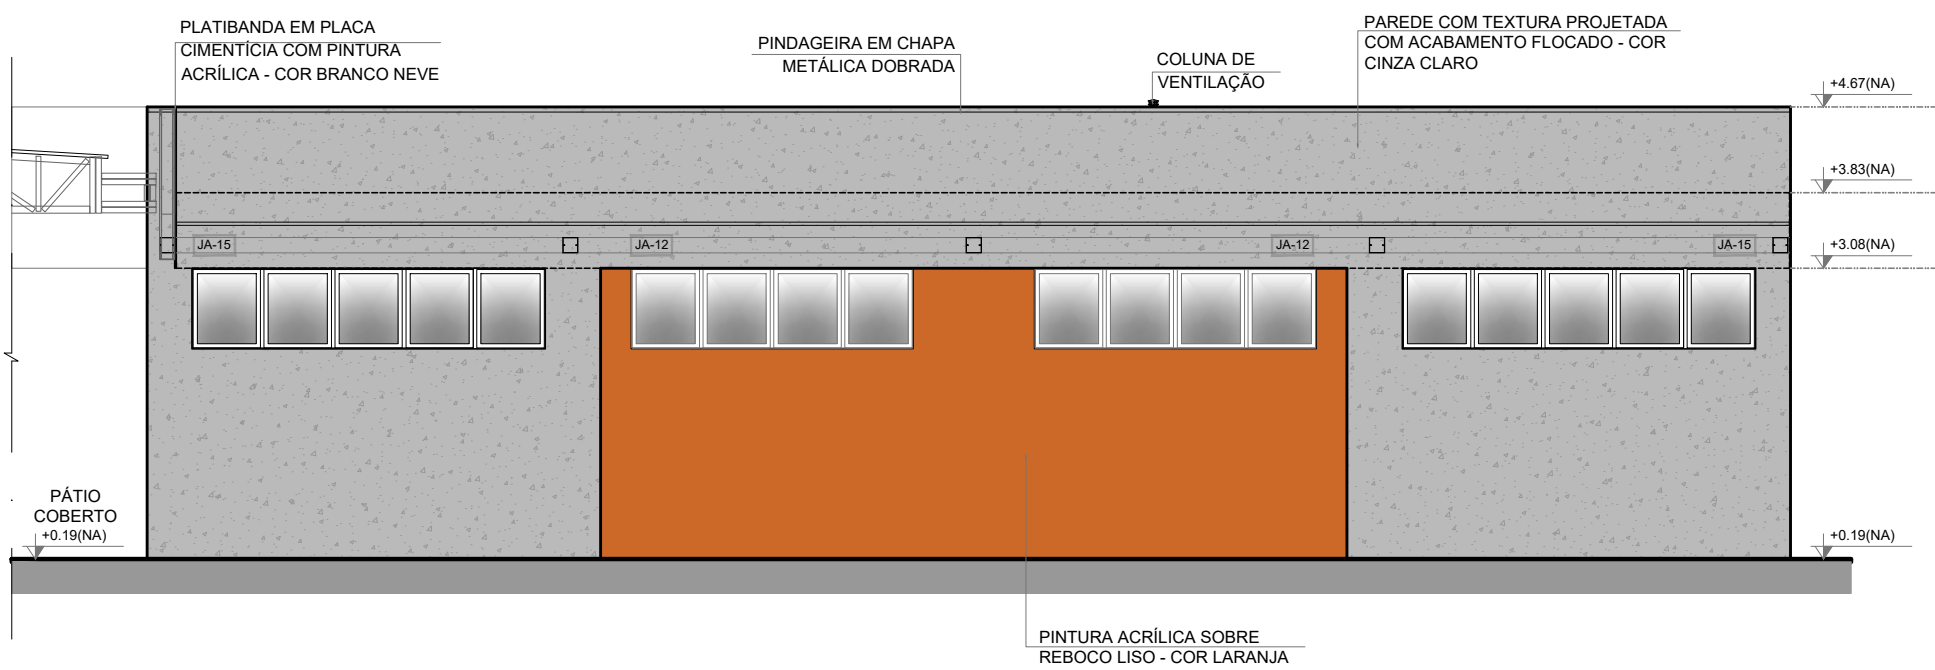 PLATIBANDA EM PLACA
CIMENTÍCIA COM PINTURA
ACRÍLICA - COR BRANCO NEVE
PINDAGEIRA EM CHAPA
METÁLICA DOBRADA
COLUNA DE
VENTILAÇÃO
PAREDE COM TEXTURA PROJETADA
COM ACABAMENTO FLOCADO - COR
CINZA CLARO
+4.67(NA)
+3.83(NA)
JA-15
JA-12
JA-12
JA-15
+3.08(NA)
PÁTIO
COBERTO
+0.19(NA)
+0.19(NA)
PINTURA ACRÍLICA SOBRE
REBOCO LISO - COR LARANJA